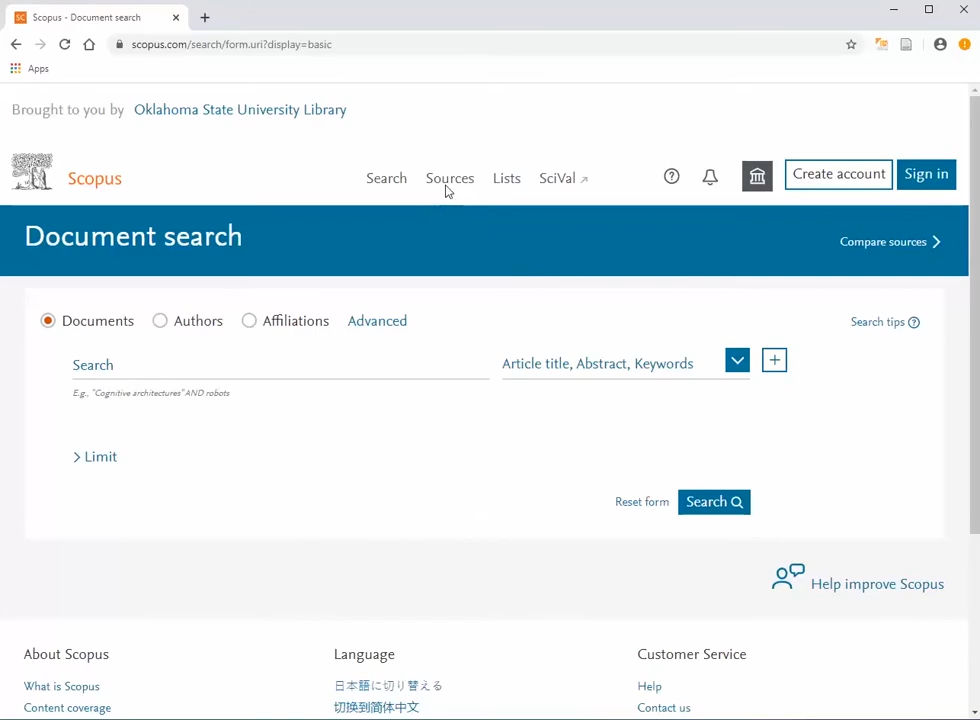 Scopus - Document search
scopus.com/search/form.uri?display=basic
Apps
Brought to you by Oklahoma State University Library
Scopus
Search Sources Lists SciVal ↗ Create account Sign in
Document search
Compare sources
Documents Authors Affiliations Advanced
Search tips
Search
Article title, Abstract, Keywords
E.g., "Cognitive architectures" AND robots
Limit
Reset form Search
Help improve Scopus
About Scopus Language Customer Service
What is Scopus 日本語に切り替える Help
Content coverage 切换到简体中文 Contact us